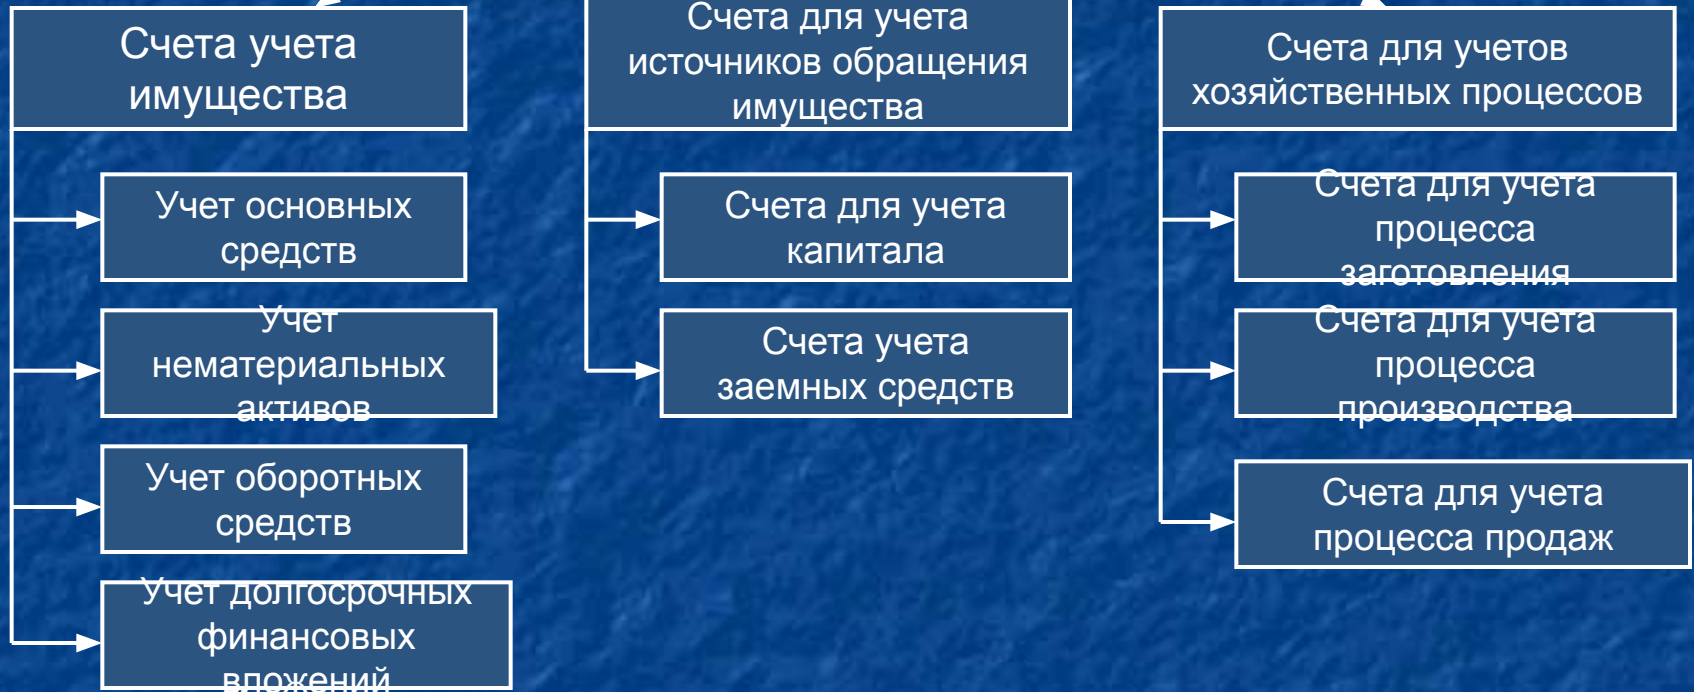 Счета учета
имущества
Учет основных
средств
Учет
нематериальных
активов
Учет оборотных
средств
Учет долгосрочных
финансовых
вложений
Счета для учета
источников обращения
имущества
Счета для учета
капитала
Счета учета
заемных средств
Счета для учетов
хозяйственных процессов
Счета для учета
процесса
заготовления
Счета для учета
процесса
производства
Счета для учета
процесса продаж